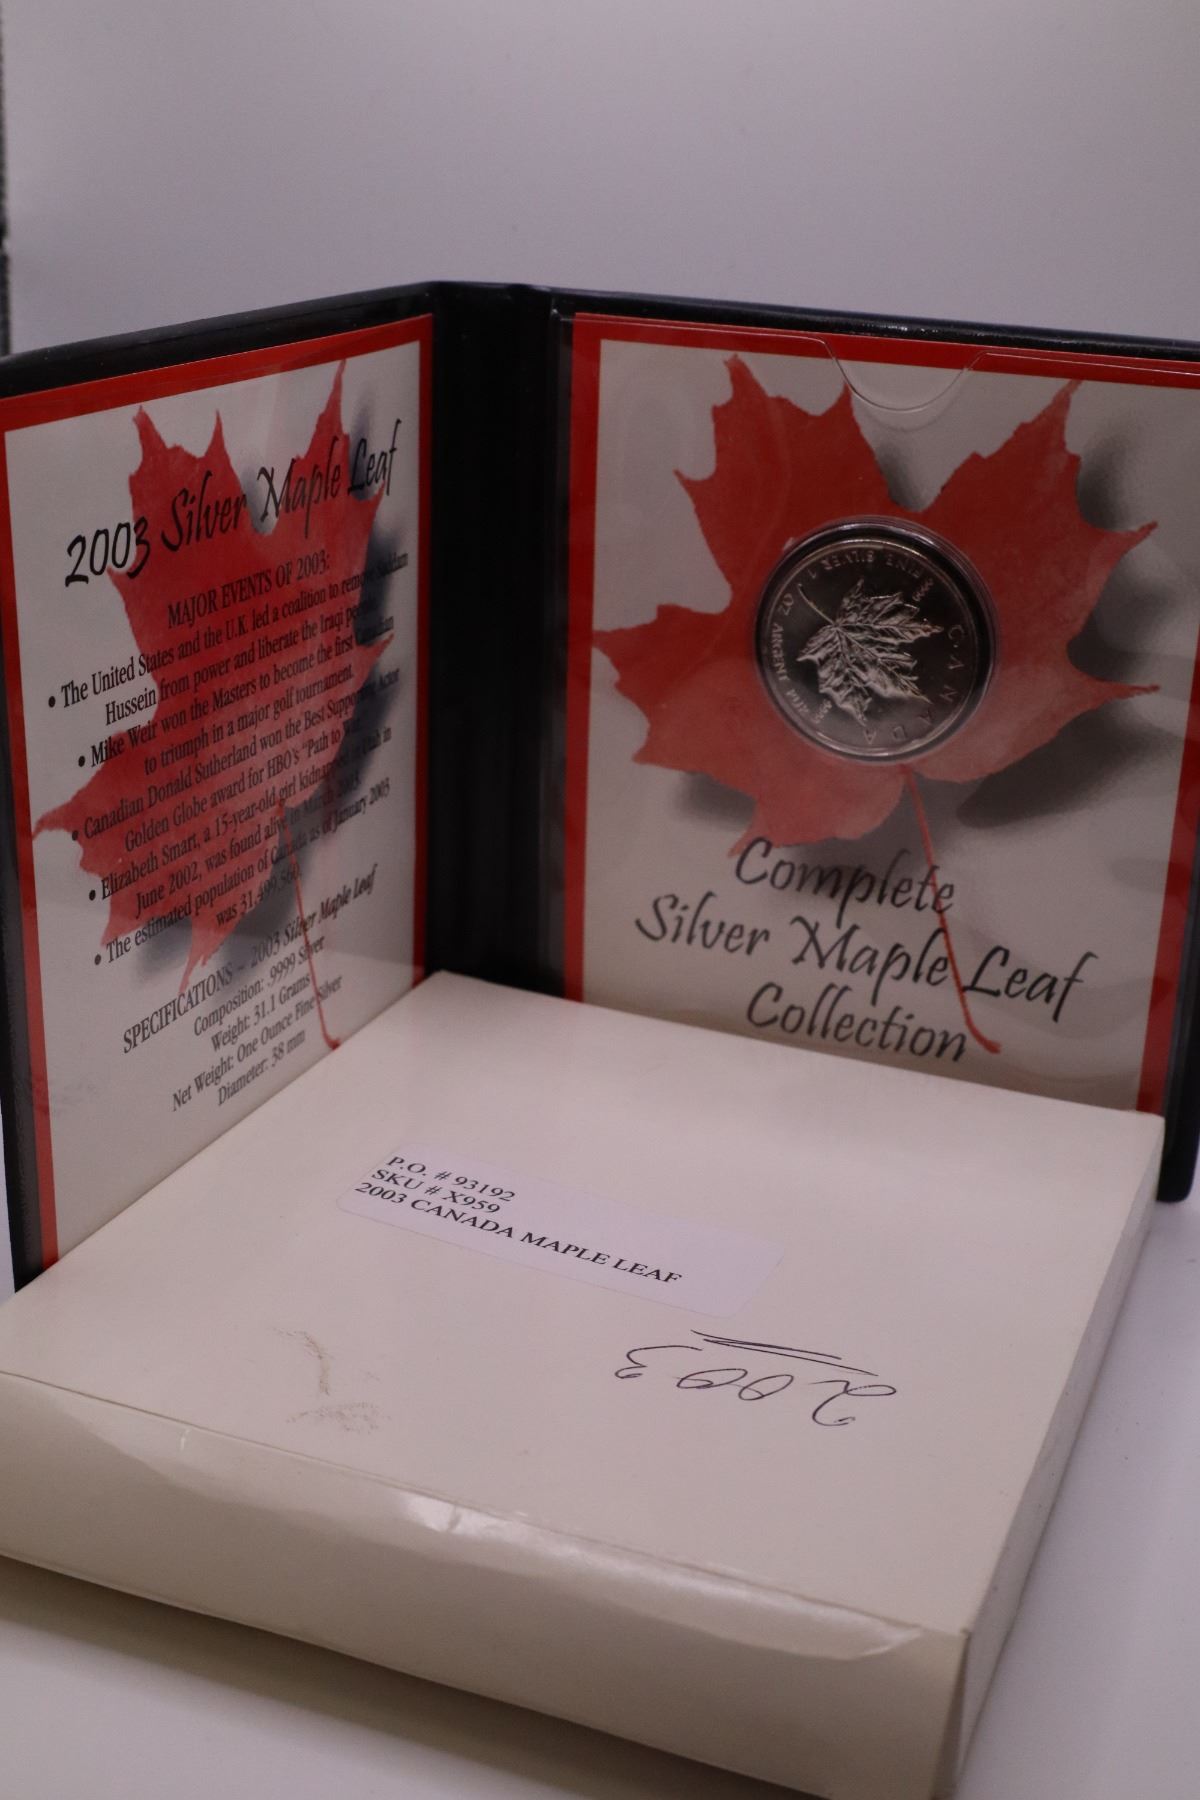 2003 Silver Maple Leaf
MAJOR EVENTS OF 2003:
• The United States and the U.K. led a coalition to remove Saddam
Hussein from power and liberate the Iraqi people.
• Mike Weir won the Masters to become the first Canadian
to triumph in a major golf tournament.
• Canadian Donald Sutherland won the Best Supporting Actor
Golden Globe award for HBO's "Path to War."
• Elizabeth Smart, a 15-year-old girl kidnapped in Utah in
June 2002, was found alive in March 2003.
• The estimated population of Canada as of January 2003
was 31,499,560.
SPECIFICATIONS – 2003 Silver Maple Leaf
Composition: .9999 Silver
Weight: 31.1 Grams
Net Weight: One Ounce Fine Silver
Diameter: 38 mm
CANADA
9999
FINE SILVER 1 OZ ARGENT PUR
9999
Complete
Silver Maple Leaf
Collection
P.O. # 93192
SKU # X959
2003 CANADA MAPLE LEAF
2003